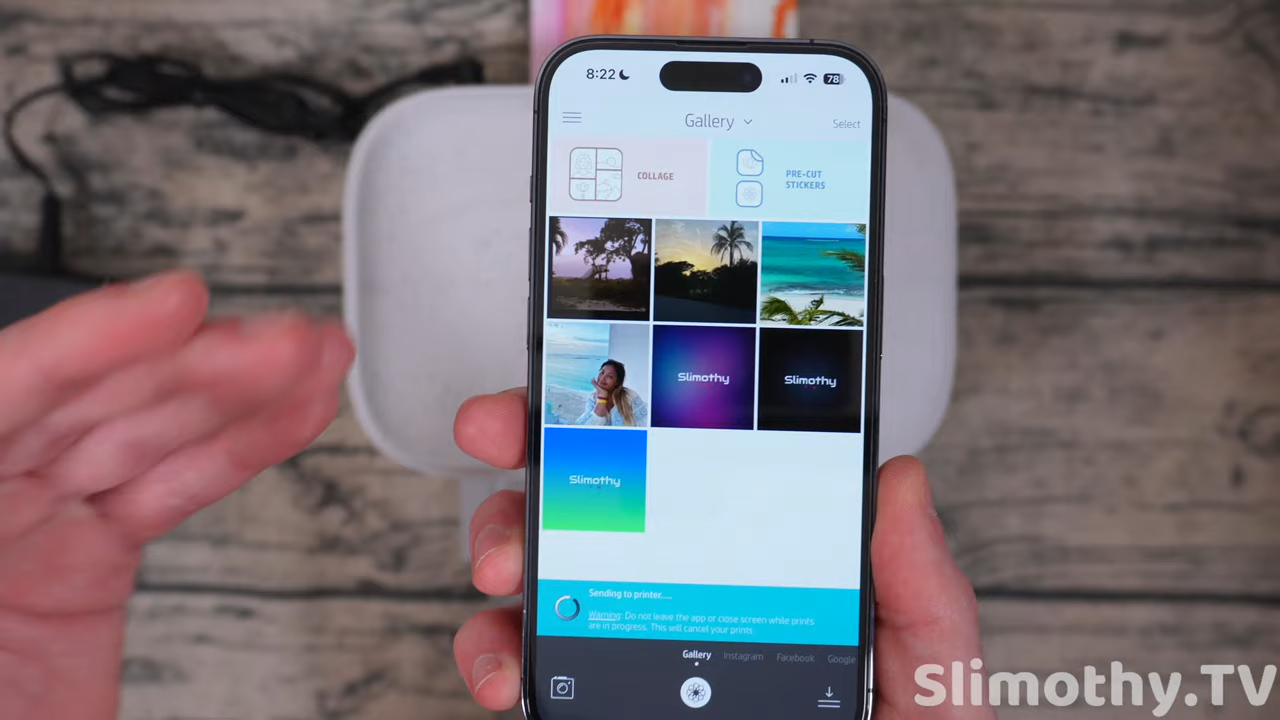 8:22
78
Gallery
Select
COLLAGE
PRE-CUT
STICKERS
Slimothy
Slimothy
Slimothy
Sending to printer.....
Warning: Do not leave the app or close screen while prints
are in progress. This will cancel your prints
Gallery Instagram Facebook Google
Slimothy.TV